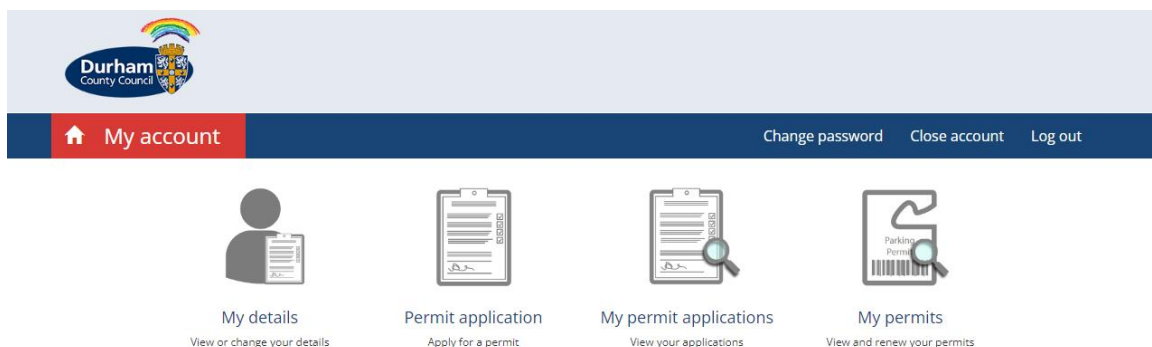 Durham
County Council
My account
Change password
Close account
Log out
Parking
Permit
My details
Permit application
My permit applications
My permits
View or change your details
Apply for a permit
View your applications
View and renew your permits